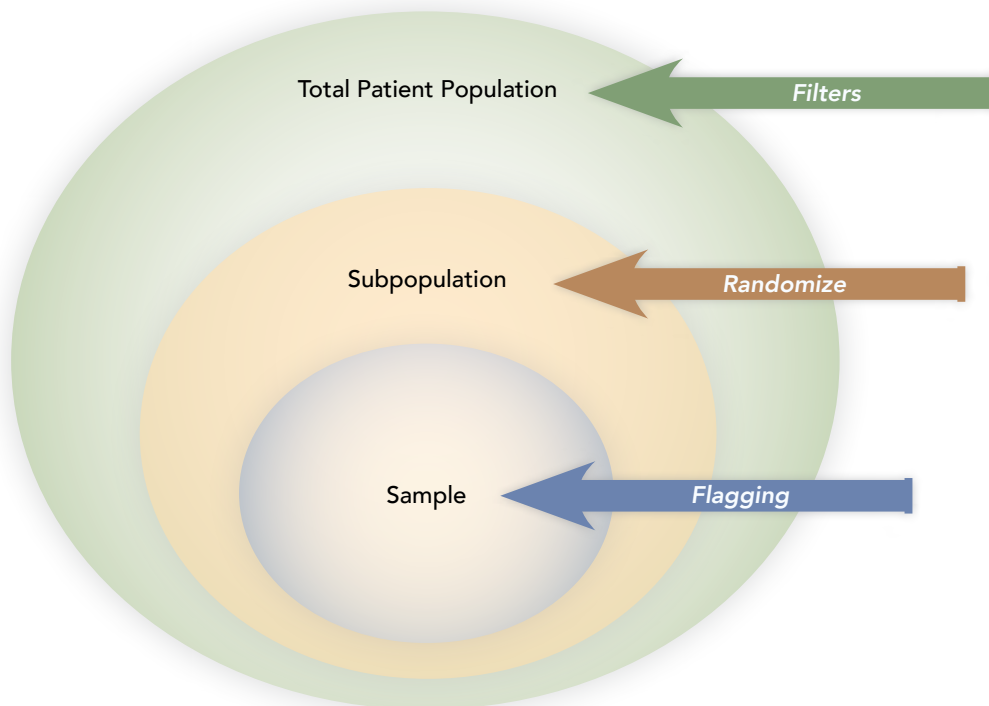 Total Patient Population
Filters
Subpopulation
Randomize
Sample
Flagging